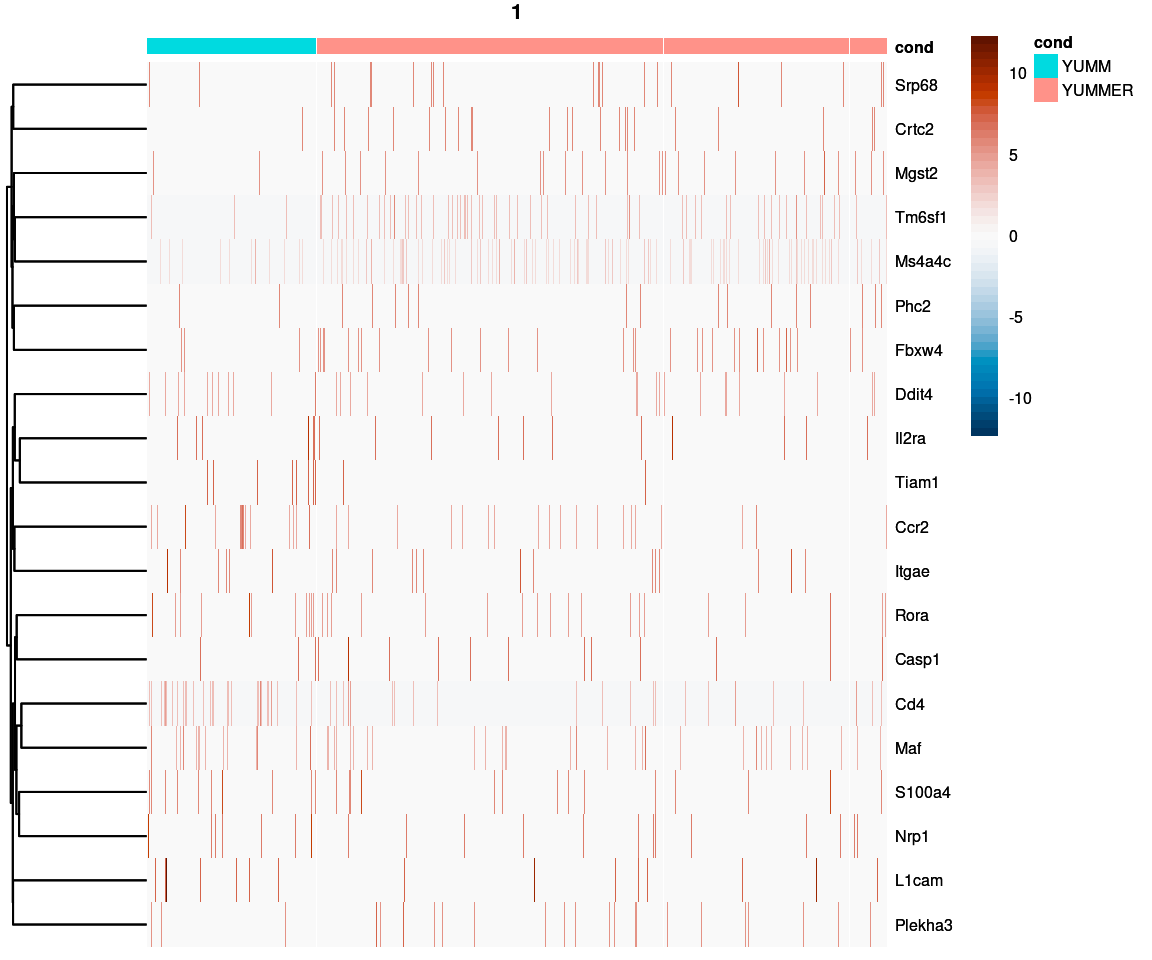 1
cond
Srp68
Crtc2
Mgst2
Tm6sf1
Ms4a4c
Phc2
Fbxw4
Ddit4
Il2ra
Tiam1
Ccr2
Itgae
Rora
Casp1
Cd4
Maf
S100a4
Nrp1
L1cam
Plekha3
10
5
0
-5
-10
cond
YUMM
YUMMER